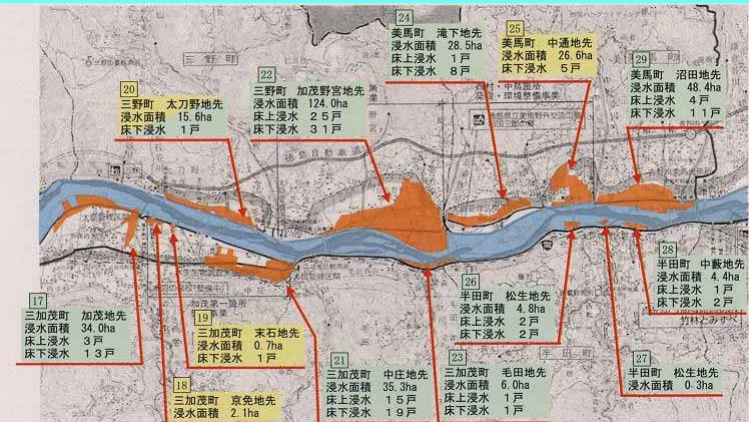 24
美馬町 滝下地先
浸水面積 28.5ha
床上浸水 1戸
床下浸水 8戸
25
美馬町 中通地先
浸水面積 26.6ha
床下浸水 5戸
29
美馬町 沼田地先
浸水面積 48.4ha
床上浸水 4戸
床下浸水 11戸
20
三野町 太刀野地先
浸水面積 15.6ha
床下浸水 1戸
22
三野町 加茂野宮地先
浸水面積 124.0ha
床上浸水 25戸
床下浸水 31戸
三野町
徳島自動車道
17
三加茂町 加茂地先
浸水面積 34.0ha
床上浸水 3戸
床下浸水 13戸
18
三加茂町 京免地先
浸水面積 2.1ha
19
三加茂町 末石地先
浸水面積 0.7ha
床下浸水 1戸
21
三加茂町 中庄地先
浸水面積 35.3ha
床上浸水 15戸
床下浸水 19戸
23
三加茂町 毛田地先
浸水面積 6.0ha
床上浸水 1戸
床下浸水 1戸
26
半田町 松生地先
浸水面積 4.8ha
床上浸水 2戸
床下浸水 2戸
28
半田町 中藪地先
浸水面積 4.4ha
床上浸水 1戸
床下浸水 2戸
27
半田町 松生地先
浸水面積 0.3ha
半田町